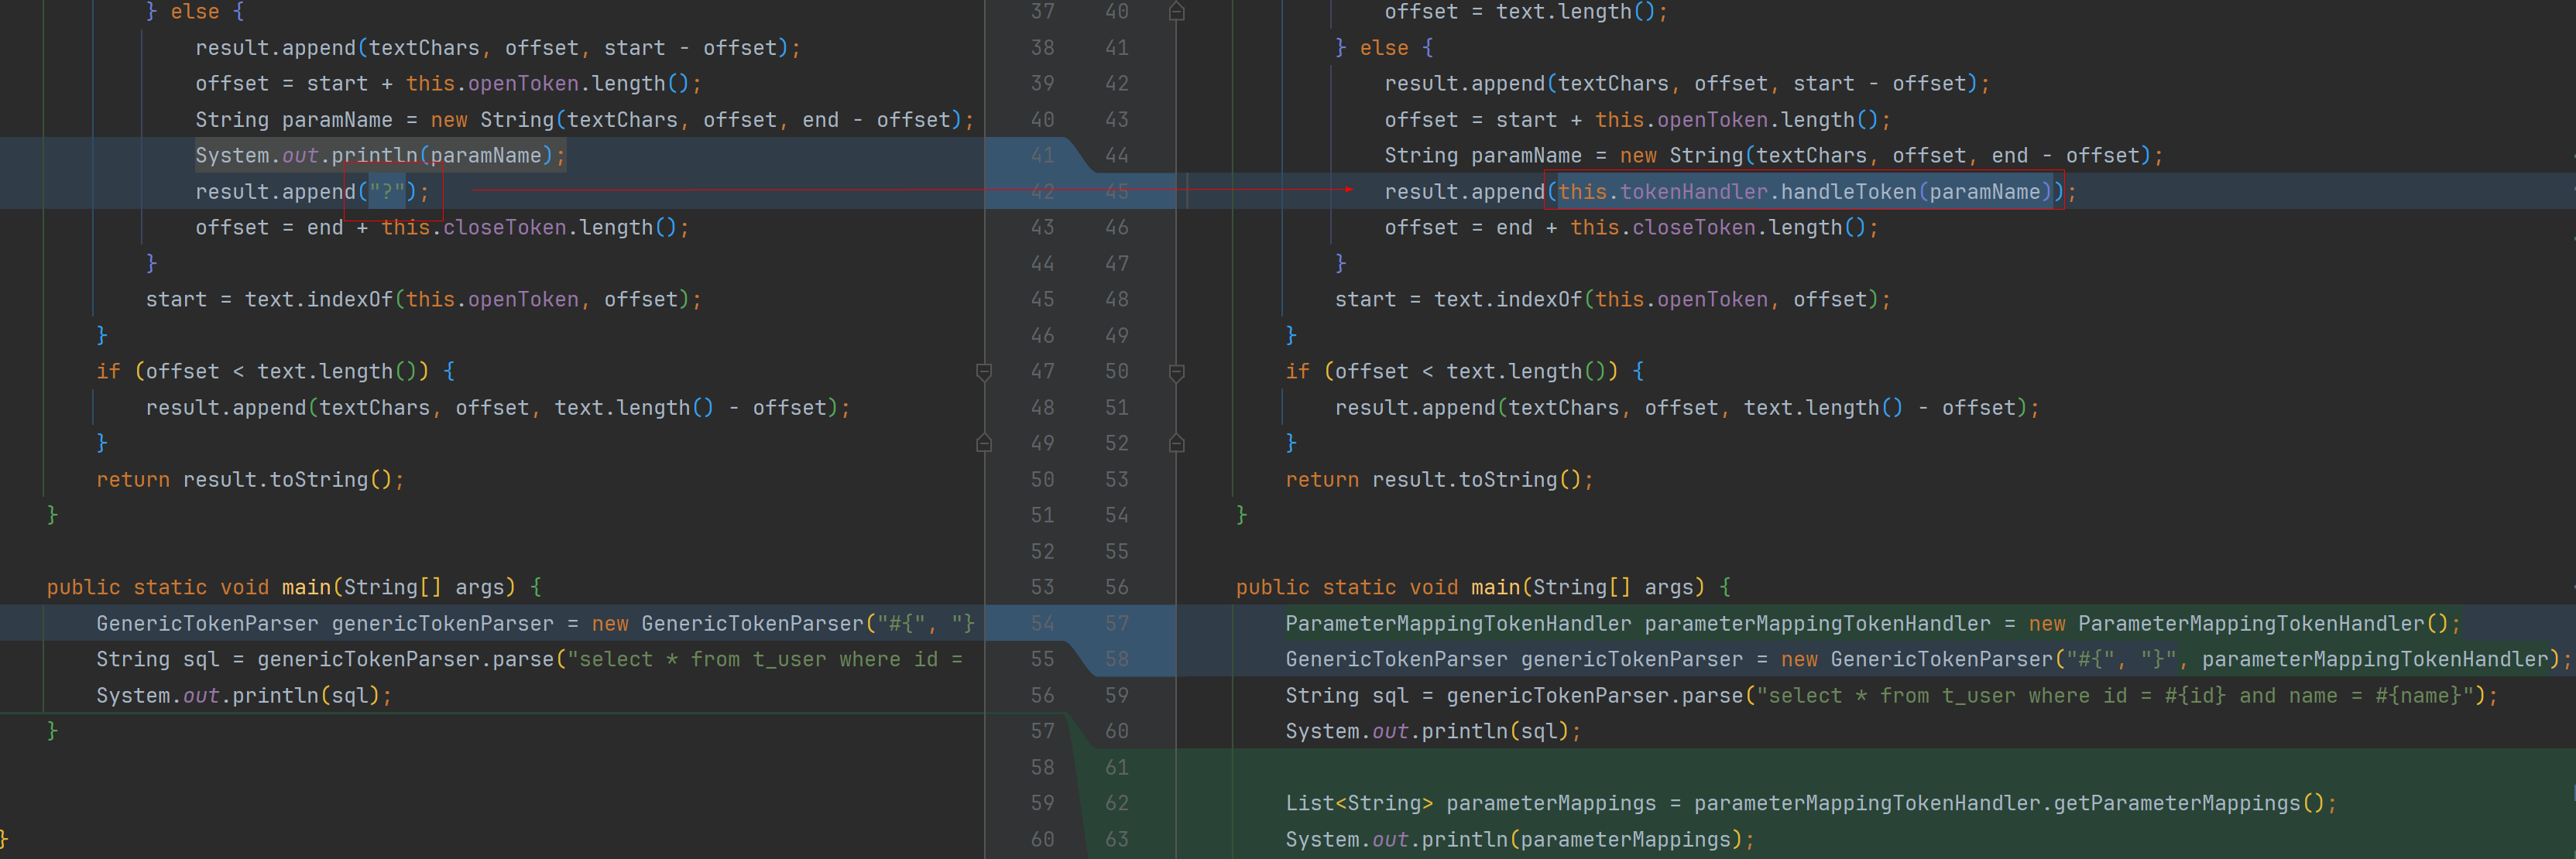 } else {
result.append(textChars, offset, start - offset);
offset = start + this.openToken.length();
String paramName = new String(textChars, offset, end - offset);
System.out.println(paramName);
result.append("?");
offset = end + this.closeToken.length();
}
start = text.indexOf(this.openToken, offset);
}
if (offset < text.length()) {
result.append(textChars, offset, text.length() - offset);
}
return result.toString();
}
public static void main(String[] args) {
GenericTokenParser genericTokenParser = new GenericTokenParser("#{", "}
String sql = genericTokenParser.parse("select * from t_user where id =
System.out.println(sql);
}
}
37 40
38 41
39 42
40 43
41 44
42 45
43 46
44 47
45 48
46 49
47 50
48 51
49 52
50 53
51 54
52 55
53 56
54 57
55 58
56 59
57 60
58 61
59 62
60 63
offset = text.length();
} else {
result.append(textChars, offset, start - offset);
offset = start + this.openToken.length();
String paramName = new String(textChars, offset, end - offset);
result.append(this.tokenHandler.handleToken(paramName));
offset = end + this.closeToken.length();
}
start = text.indexOf(this.openToken, offset);
}
if (offset < text.length()) {
result.append(textChars, offset, text.length() - offset);
}
return result.toString();
}
public static void main(String[] args) {
ParameterMappingTokenHandler parameterMappingTokenHandler = new ParameterMappingTokenHandler();
GenericTokenParser genericTokenParser = new GenericTokenParser("#{", "}", parameterMappingTokenHandler);
String sql = genericTokenParser.parse("select * from t_user where id = #{id} and name = #{name}");
System.out.println(sql);
List<String> parameterMappings = parameterMappingTokenHandler.getParameterMappings();
System.out.println(parameterMappings);